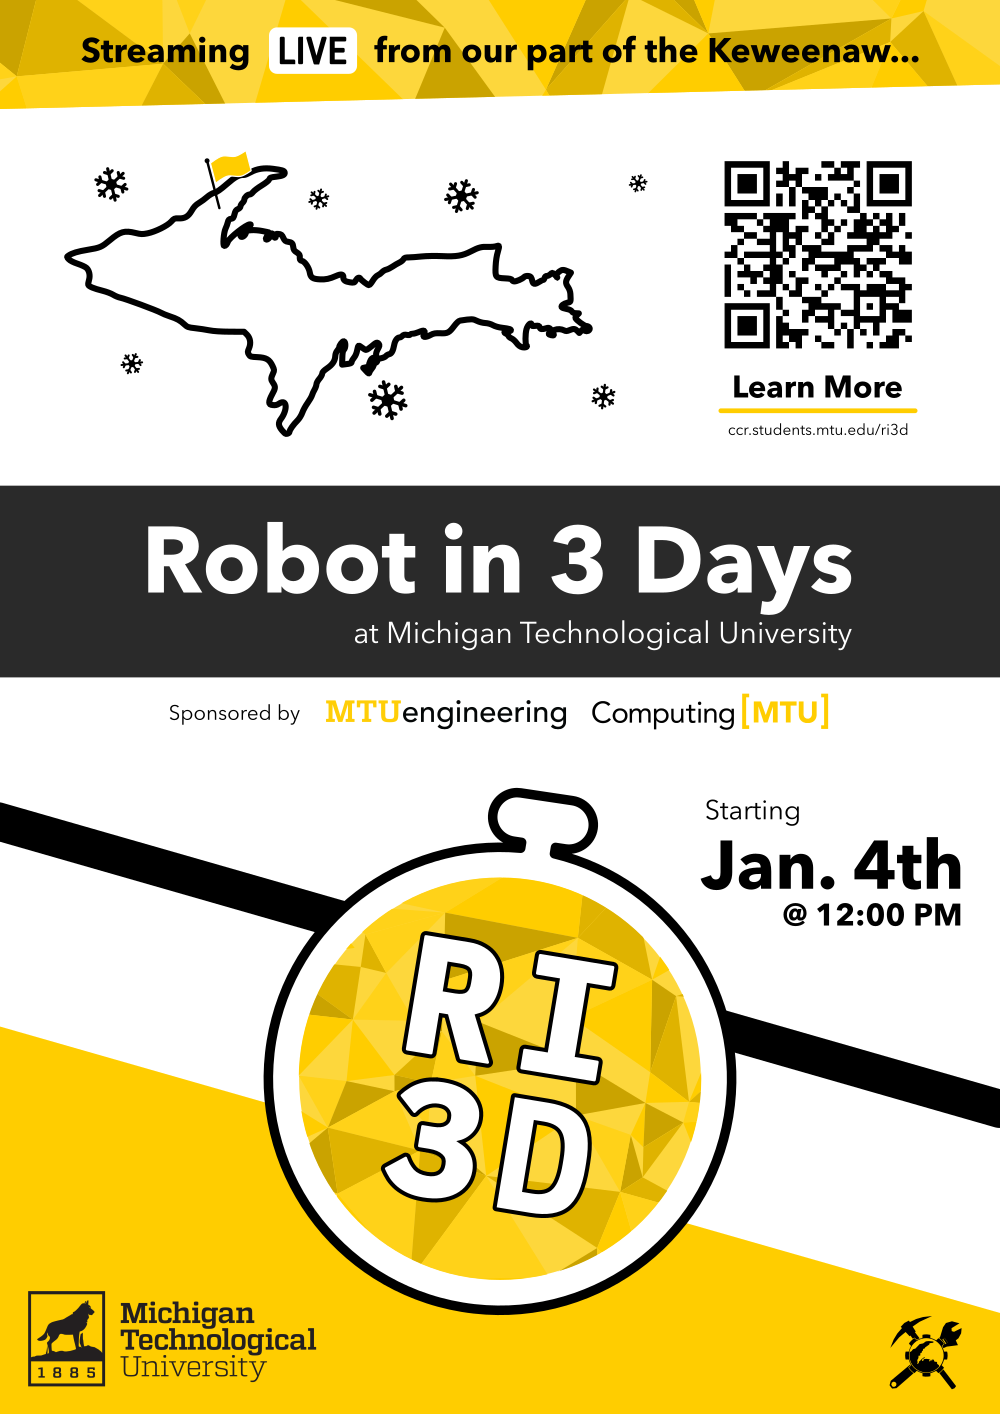 Streaming LIVE from our part of the Keweenaw...
Learn More
ccr.students.mtu.edu/ri3d
Robot in 3 Days
at Michigan Technological University
Sponsored by MTUengineering Computing[MTU]
Starting
Jan. 4th
@ 12:00 PM
RI
3D
Michigan
Technological
University
1885